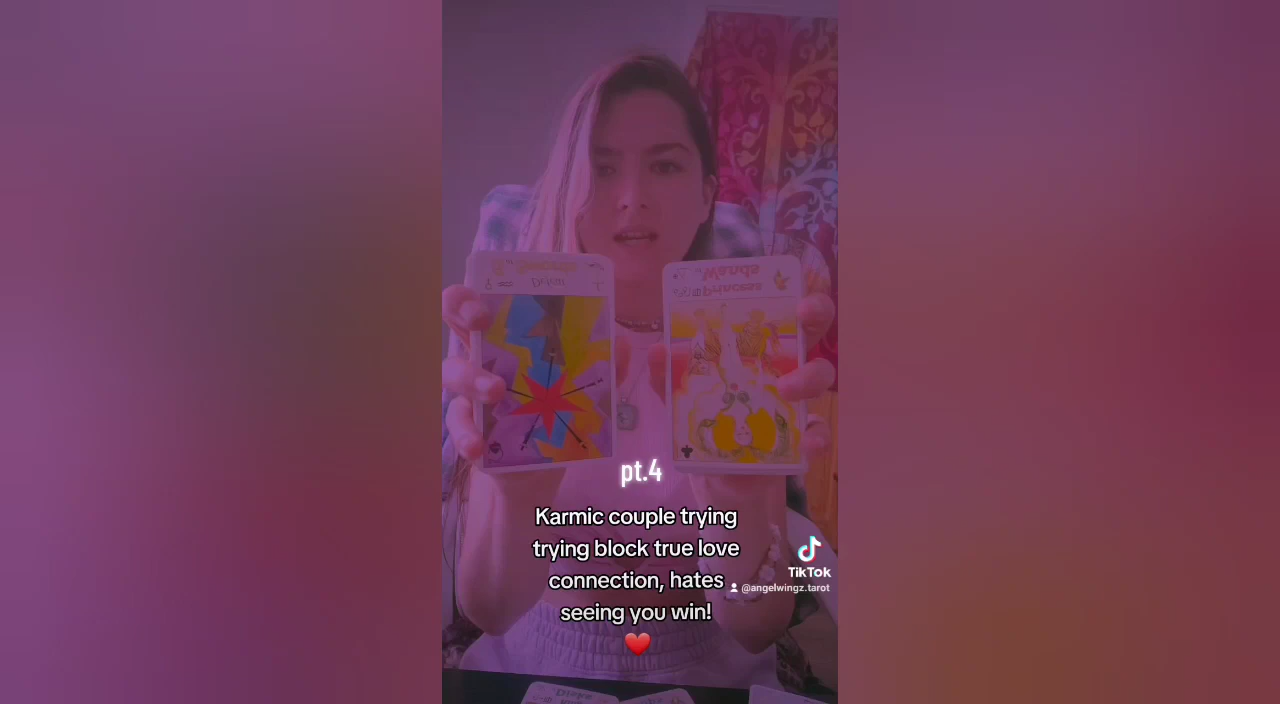 Wands
Princess
pt.4
Karmic couple trying
trying block true love
connection, hates
seeing you win!
TikTok
@angelwingz.tarot